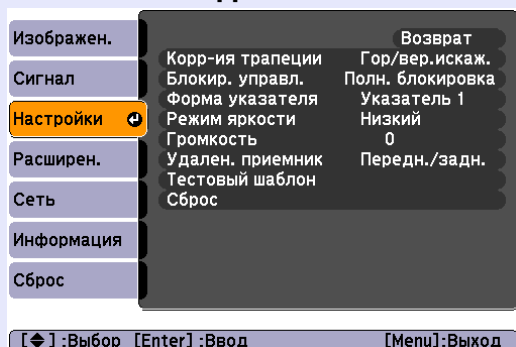 Изображен.
Сигнал
Настройки
Расширен.
Сеть
Информация
Сброс
Возврат
Корр-ия трапеции Гор/вер.искаж.
Блокир. управл. Полн. блокировка
Форма указателя Указатель 1
Режим яркости Низкий
Громкость 0
Удален. приемник Передн./задн.
Тестовый шаблон
Сброс
[◆]:Выбор [Enter]:Ввод [Menu]:Выход